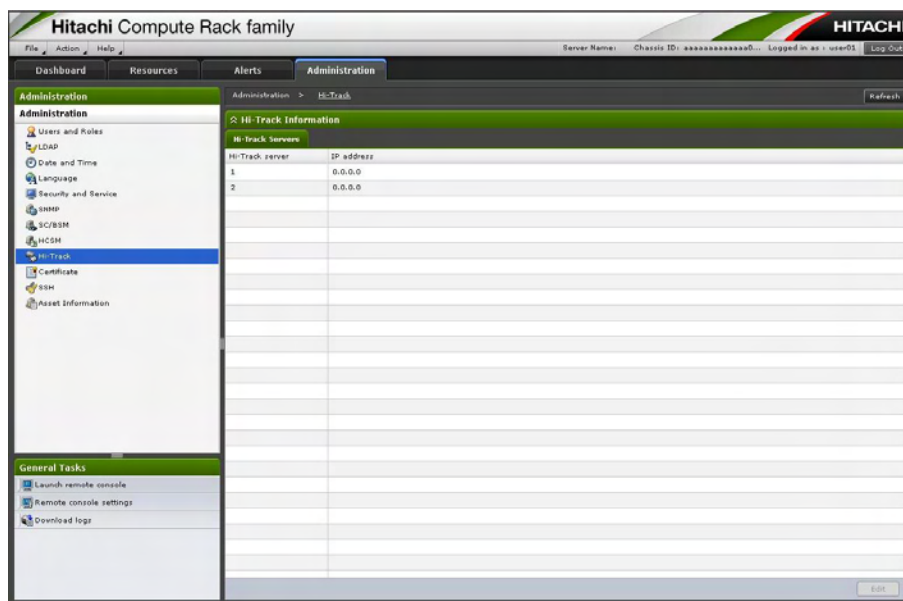 Hitachi Compute Rack family
HITACHI
File Action Help
Server Name: Chassis ID: aaaaaaaaaaaaa0... Logged in as : user01 Log Out
Dashboard Resources Alerts Administration
Administration
Administration > Hi-Track
Refresh
Administration
Users and Roles
LDAP
Date and Time
Language
Security and Service
SNMP
SC/BSM
HCSM
Hi-Track
Certificate
SSH
Asset Information
Hi-Track Information
Hi-Track Servers
Hi-Track server IP address
1 0.0.0.0
2 0.0.0.0
General Tasks
Launch remote console
Remote console settings
Download logs
Edit